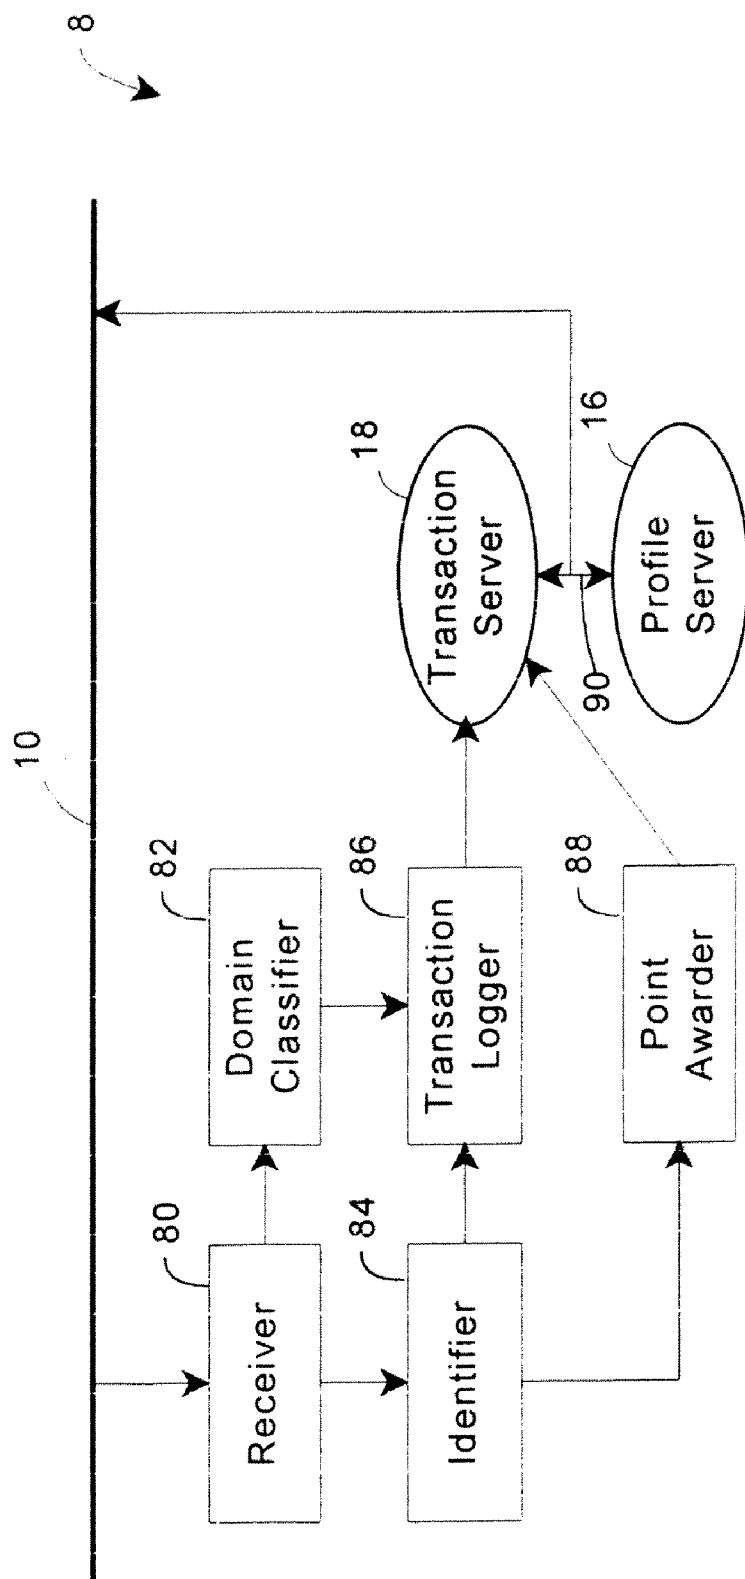 8
10
80
Receiver
82
Domain
Classifier
84
Identifier
86
Transaction
Logger
18
Transaction
Server
88
Point
Awarder
90
16
Profile
Server